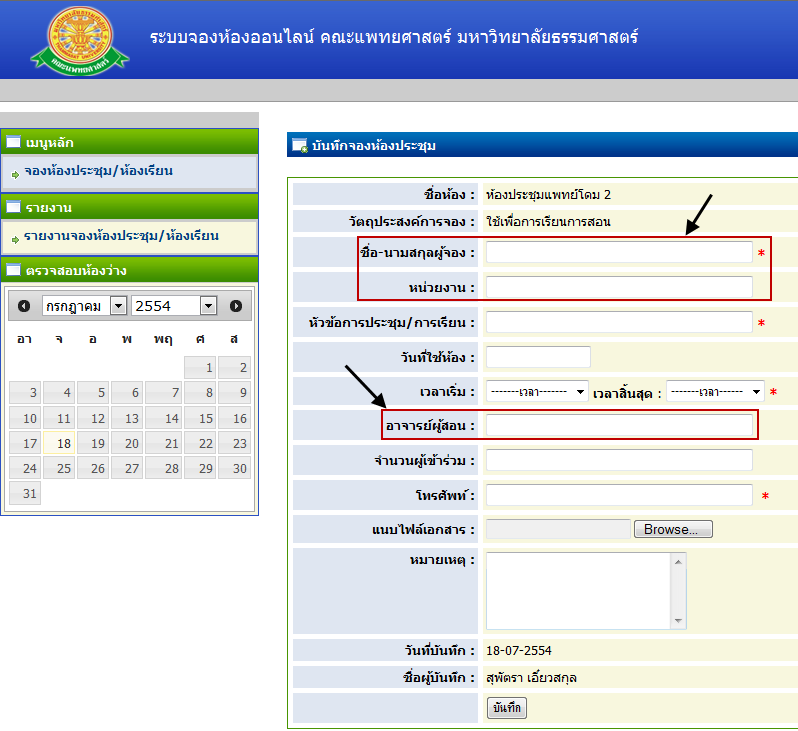 ระบบจองห้องออนไลน์ คณะแพทยศาสตร์ มหาวิทยาลัยธรรมศาสตร์
เมนูหลัก
จองห้องประชุม/ห้องเรียน
รายงาน
รายงานจองห้องประชุม/ห้องเรียน
ตรวจสอบห้องว่าง
กรกฎาคม 2554
อา จ อ พ พฤ ศ ส
1 2
3 4 5 6 7 8 9
10 11 12 13 14 15 16
17 18 19 20 21 22 23
24 25 26 27 28 29 30
31
บันทึกจองห้องประชุม
ชื่อห้อง : ห้องประชุมแพทย์โดม 2
วัตถุประสงค์การจอง : ใช้เพื่อการเรียนการสอน
ชื่อ-นามสกุลผู้จอง : *
หน่วยงาน :
หัวข้อการประชุม/การเรียน : *
วันที่ใช้ห้อง :
เวลาเริ่ม : -------เวลา------- เวลาสิ้นสุด : -------เวลา------ *
อาจารย์ผู้สอน :
จำนวนผู้เข้าร่วม :
โทรศัพท์ : *
แนบไฟล์เอกสาร : Browse...
หมายเหตุ :
วันที่บันทึก : 18-07-2554
ชื่อผู้บันทึก : สุพัตรา เอี๋ยวสกุล
บันทึก